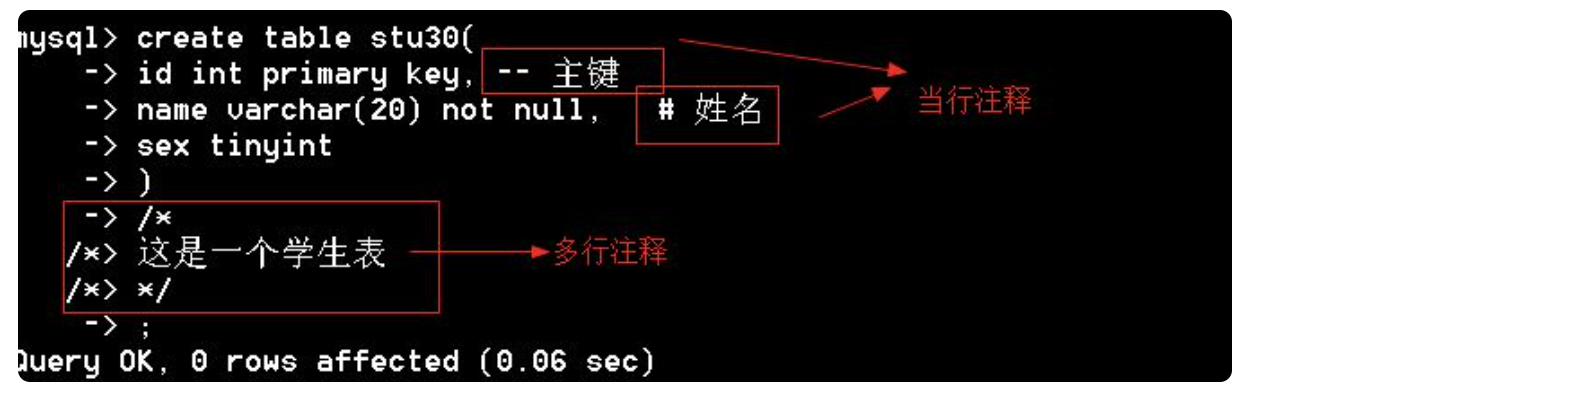 mysql> create table stu30(
-> id int primary key, -- 主键
-> name varchar(20) not null, # 姓名
当行注释
-> sex tinyint
-> )
-> /*
/*> 这是一个学生表
多行注释
/*> */
-> ;
Query OK, 0 rows affected (0.06 sec)